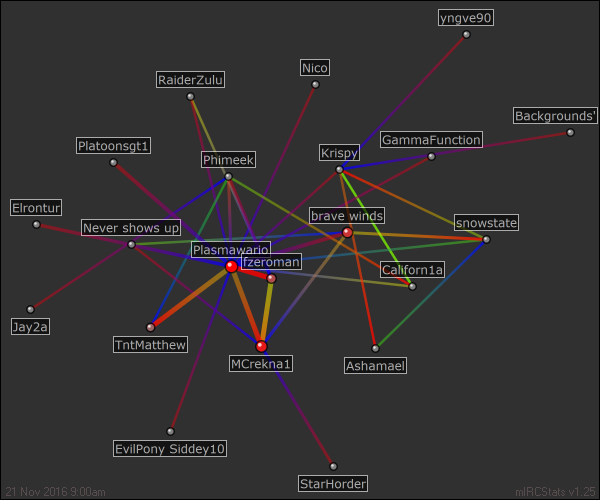 yngve90
Nico
RaiderZulu
Backgrounds'
GammaFunction
Platoonsgt1
Krispy
Phimeek
Elrontur
brave winds
Never shows up
snowstate
Plasmawario
fzeroman
Californ1a
Jay2a
TntMatthew
MCrekna1
Ashamael
EvilPony Siddey10
StarHorder
21 Nov 2016 9:00am
mIRCStats v1.25